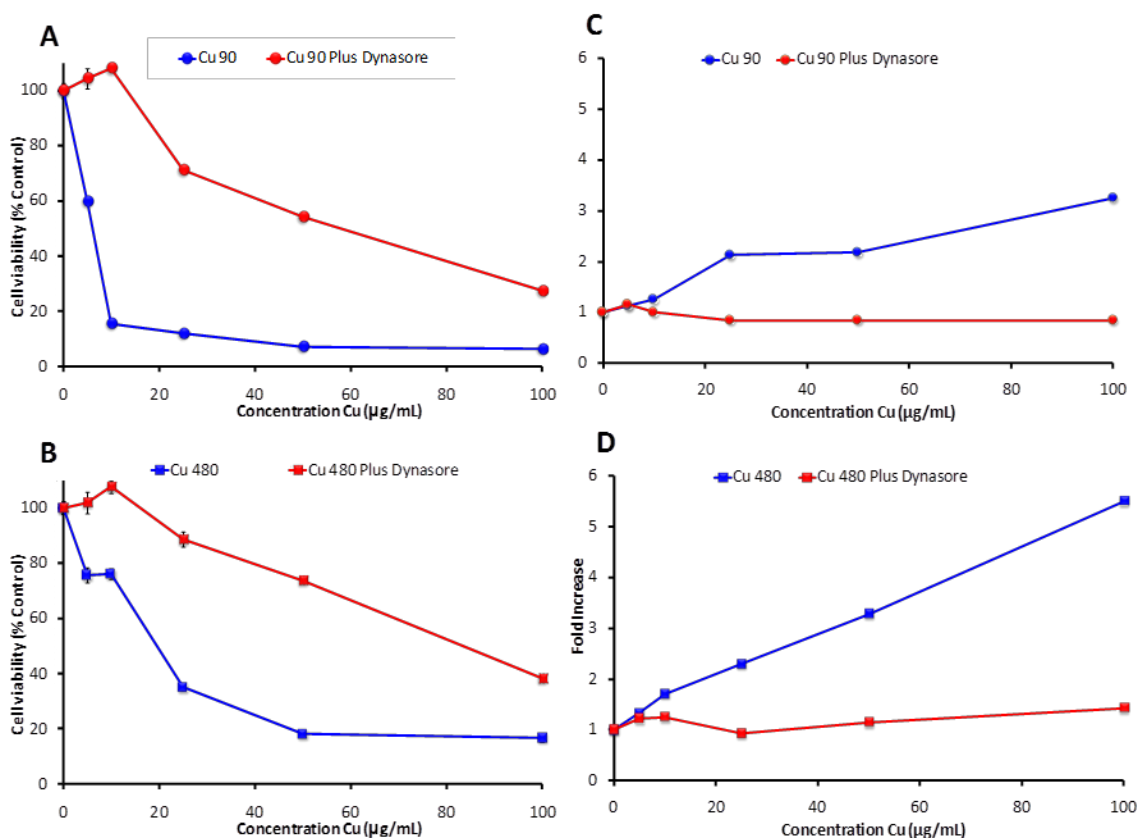 A
Cu 90
Cu 90 Plus Dynasore
Cell viability (% Control)
100
80
60
40
20
0
0 20 40 60 80 100
Concentration Cu (µg/mL)
C
Cu 90
Cu 90 Plus Dynasore
6
5
4
3
2
1
0
0 20 40 60 80 100
Concentration Cu (µg/mL)
B
Cu 480
Cu 480 Plus Dynasore
Cell viability (% Control)
100
80
60
40
20
0
0 20 40 60 80 100
Concentration Cu (µg/mL)
D
Cu 480
Cu 480 Plus Dynasore
Fold Increase
6
5
4
3
2
1
0
0 20 40 60 80 100
Concentration Cu (µg/mL)